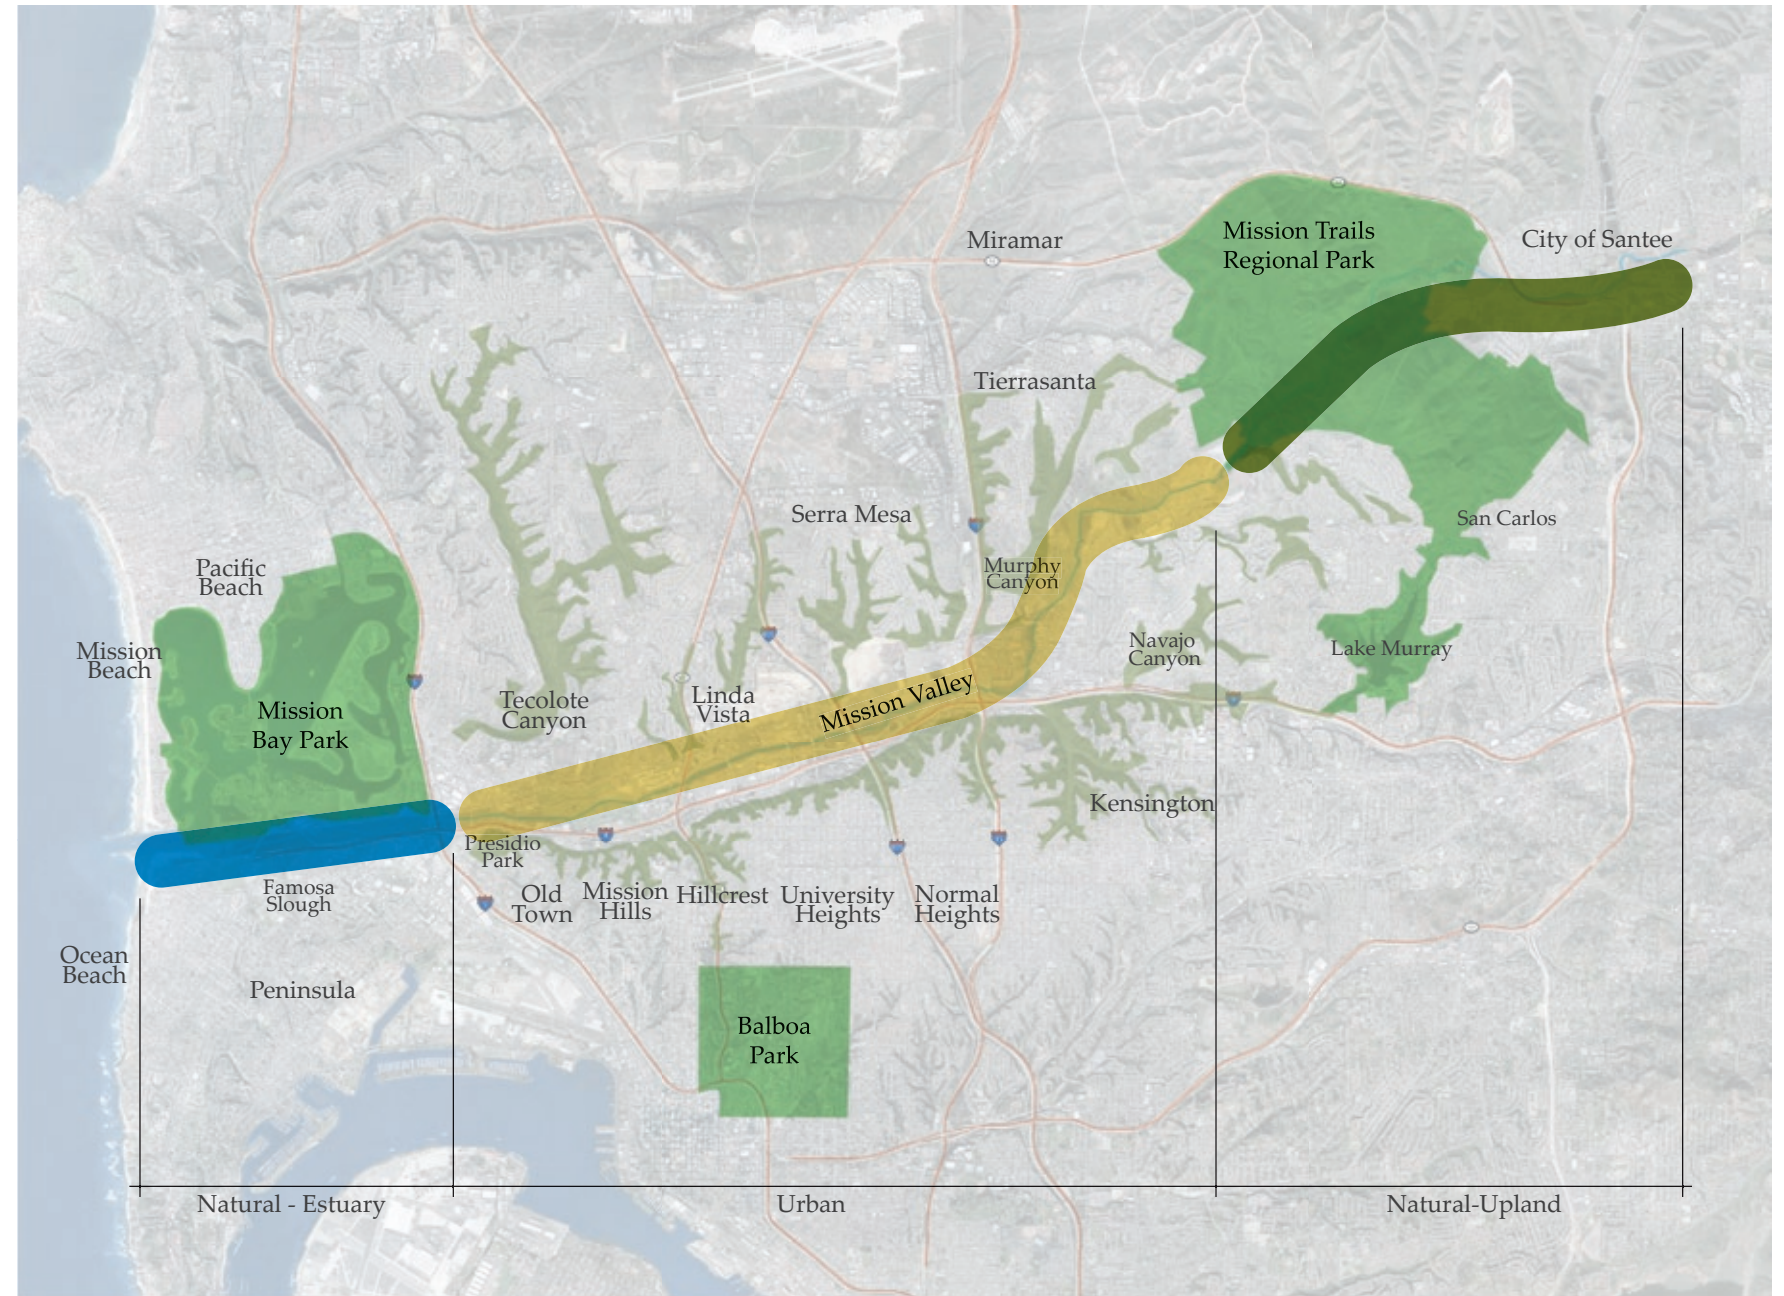 Miramar
Mission Trails
Regional Park
City of Santee
Tierrasanta
Serra Mesa
San Carlos
Pacific
Beach
Murphy
Canyon
Mission
Beach
Navajo
Canyon
Lake Murray
Mission
Bay Park
Tecolote
Canyon
Linda
Vista
Mission Valley
Kensington
Presidio
Park
Famosa
Slough
Old
Town
Mission
Hills
Hillcrest
University
Heights
Normal
Heights
Ocean
Beach
Peninsula
Balboa
Park
Natural - Estuary
Urban
Natural-Upland